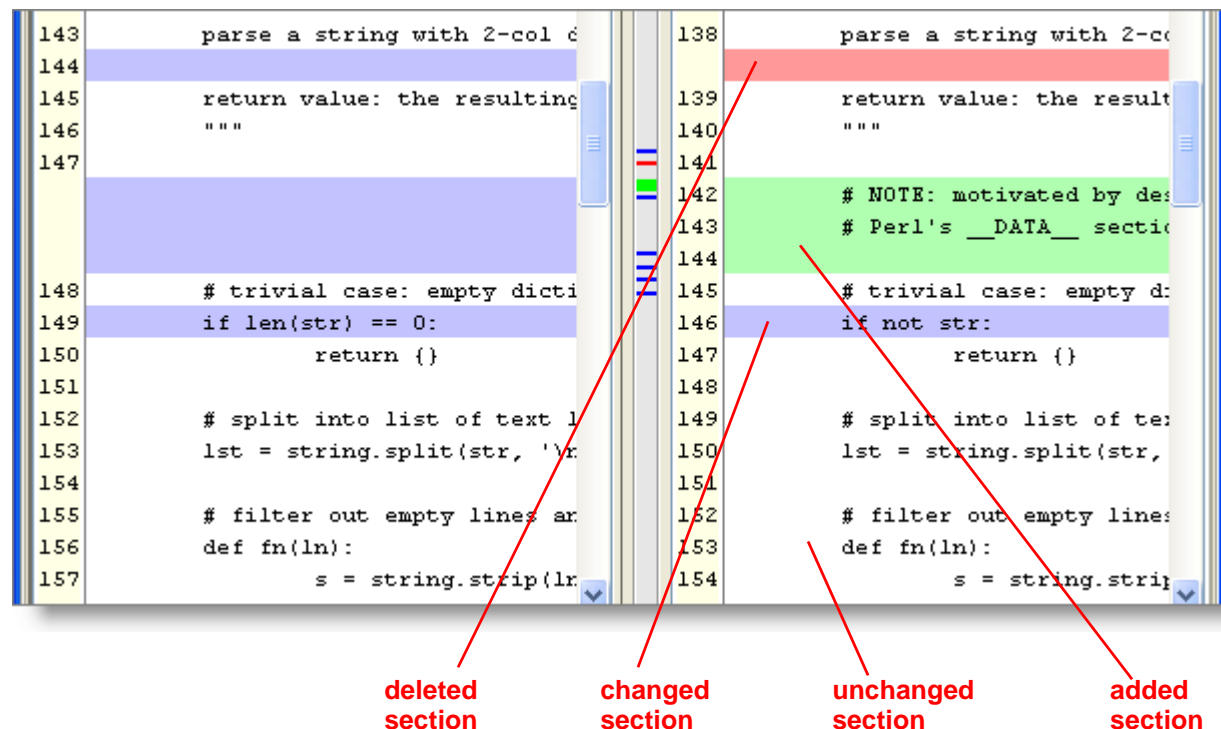 143 parse a string with 2-col d
144
145 return value: the resulting
146 """
147
148 # trivial case: empty dicti
149 if len(str) == 0:
150 return {}
151
152 # split into list of text l
153 lst = string.split(str, '\n
154
155 # filter out empty lines an
156 def fn(ln):
157 s = string.strip(ln
138 parse a string with 2-co
139 return value: the result
140 """
141
142 # NOTE: motivated by des
143 # Perl's __DATA__ sectio
144
145 # trivial case: empty di
146 if not str:
147 return {}
148
149 # split into list of tex
150 lst = string.split(str,
151
152 # filter out empty lines
153 def fn(ln):
154 s = string.strip
deleted section
changed section
unchanged section
added section